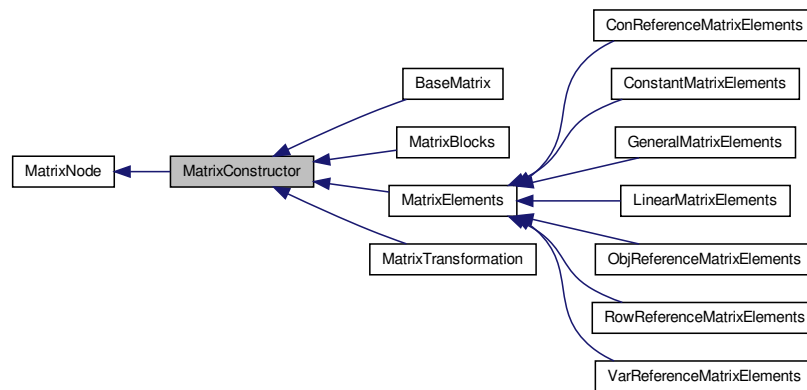 ConReferenceMatrixElements
BaseMatrix
ConstantMatrixElements
MatrixBlocks
GeneralMatrixElements
MatrixNode
MatrixConstructor
MatrixElements
LinearMatrixElements
MatrixTransformation
ObjReferenceMatrixElements
RowReferenceMatrixElements
VarReferenceMatrixElements